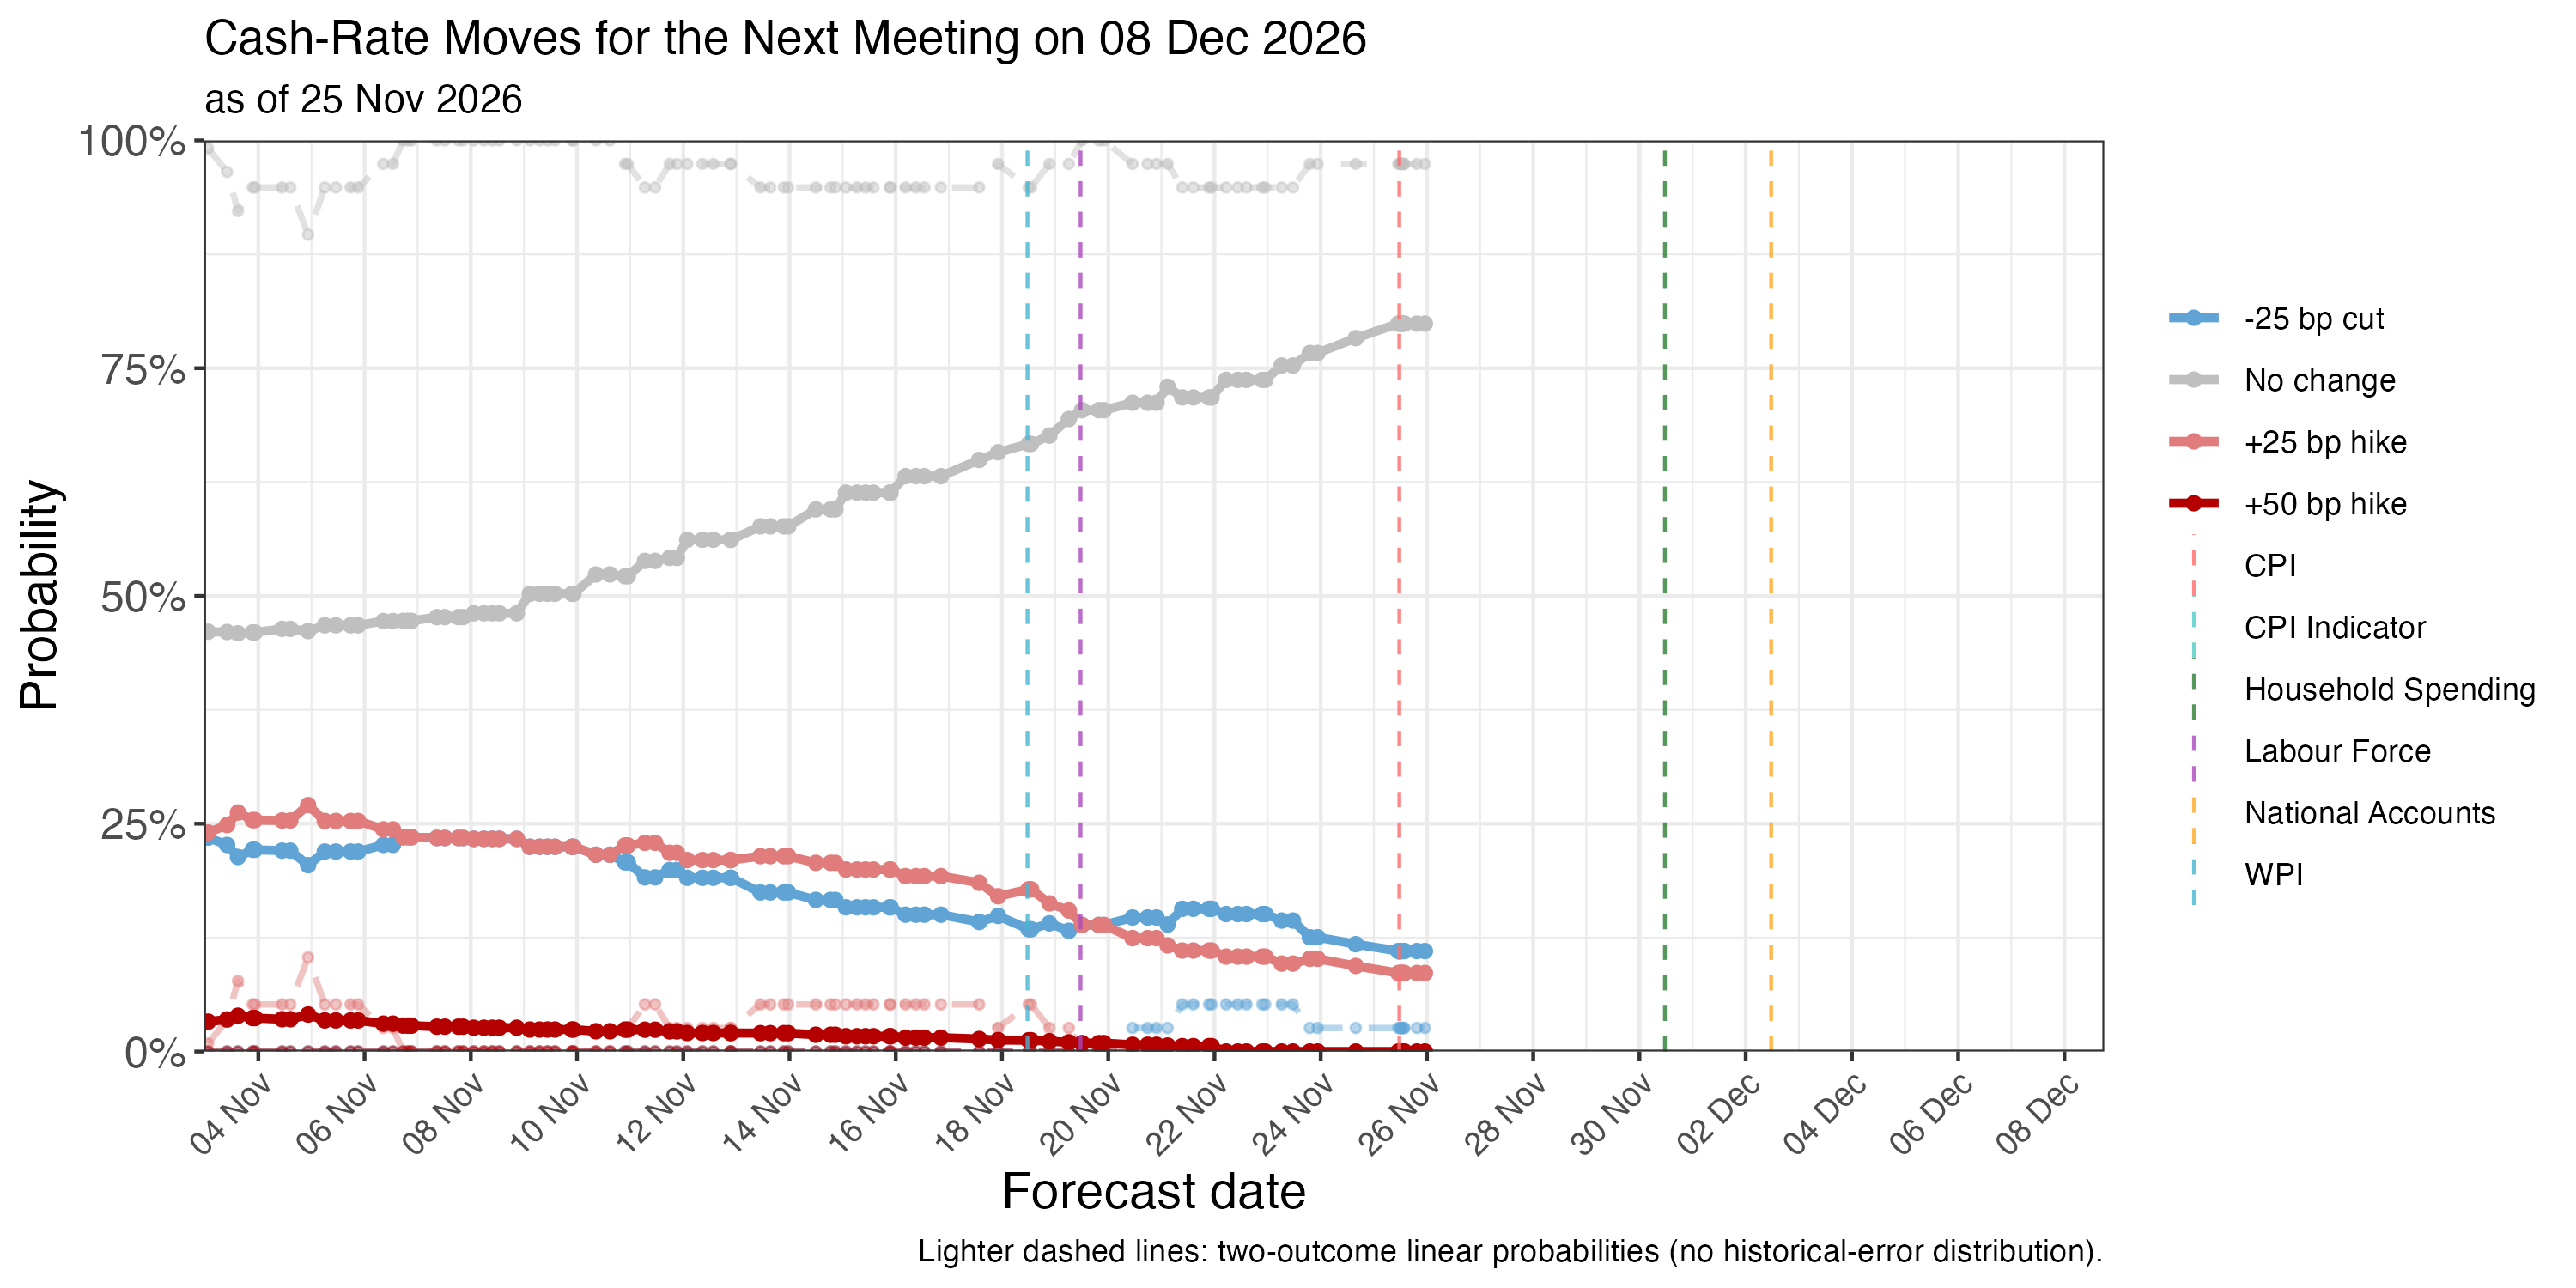 Cash-Rate Moves for the Next Meeting on 08 Dec 2026
as of 25 Nov 2026
Probability
100%
75%
50%
25%
0%
04 Nov
06 Nov
08 Nov
10 Nov
12 Nov
14 Nov
16 Nov
18 Nov
20 Nov
22 Nov
24 Nov
26 Nov
28 Nov
30 Nov
02 Dec
04 Dec
06 Dec
08 Dec
Forecast date
-25 bp cut
No change
+25 bp hike
+50 bp hike
CPI
CPI Indicator
Household Spending
Labour Force
National Accounts
WPI
Lighter dashed lines: two-outcome linear probabilities (no historical-error distribution).